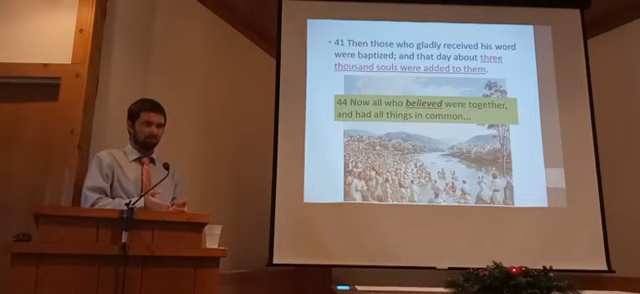 • 41 Then those who gladly received his word
were baptized; and that day about three
thousand souls were added to them.
44 Now all who believed were together,
and had all things in common...